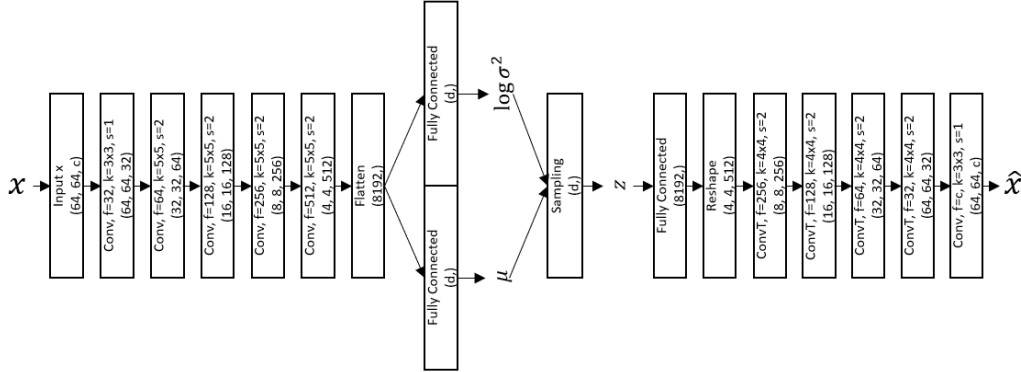 x
Input x
(64, 64, c)
Conv, f=32, k=3x3, s=1
(64, 64, 32)
Conv, f=64, k=5x5, s=2
(32, 32, 64)
Conv, f=128, k=5x5, s=2
(16, 16, 128)
Conv, f=256, k=5x5, s=2
(8, 8, 256)
Conv, f=512, k=5x5, s=2
(4, 4, 512)
Flatten
(8192,)
Fully Connected
(d,)
log σ²
Fully Connected
(d,)
μ
Sampling
(d,)
z
Fully Connected
(8192,)
Reshape
(4, 4, 512)
ConvT, f=256, k=4x4, s=2
(8, 8, 256)
ConvT, f=128, k=4x4, s=2
(16, 16, 128)
ConvT, f=64, k=4x4, s=2
(32, 32, 64)
ConvT, f=32, k=4x4, s=2
(64, 64, 32)
Conv, f=c, k=3x3, s=1
(64, 64, c)
x̂